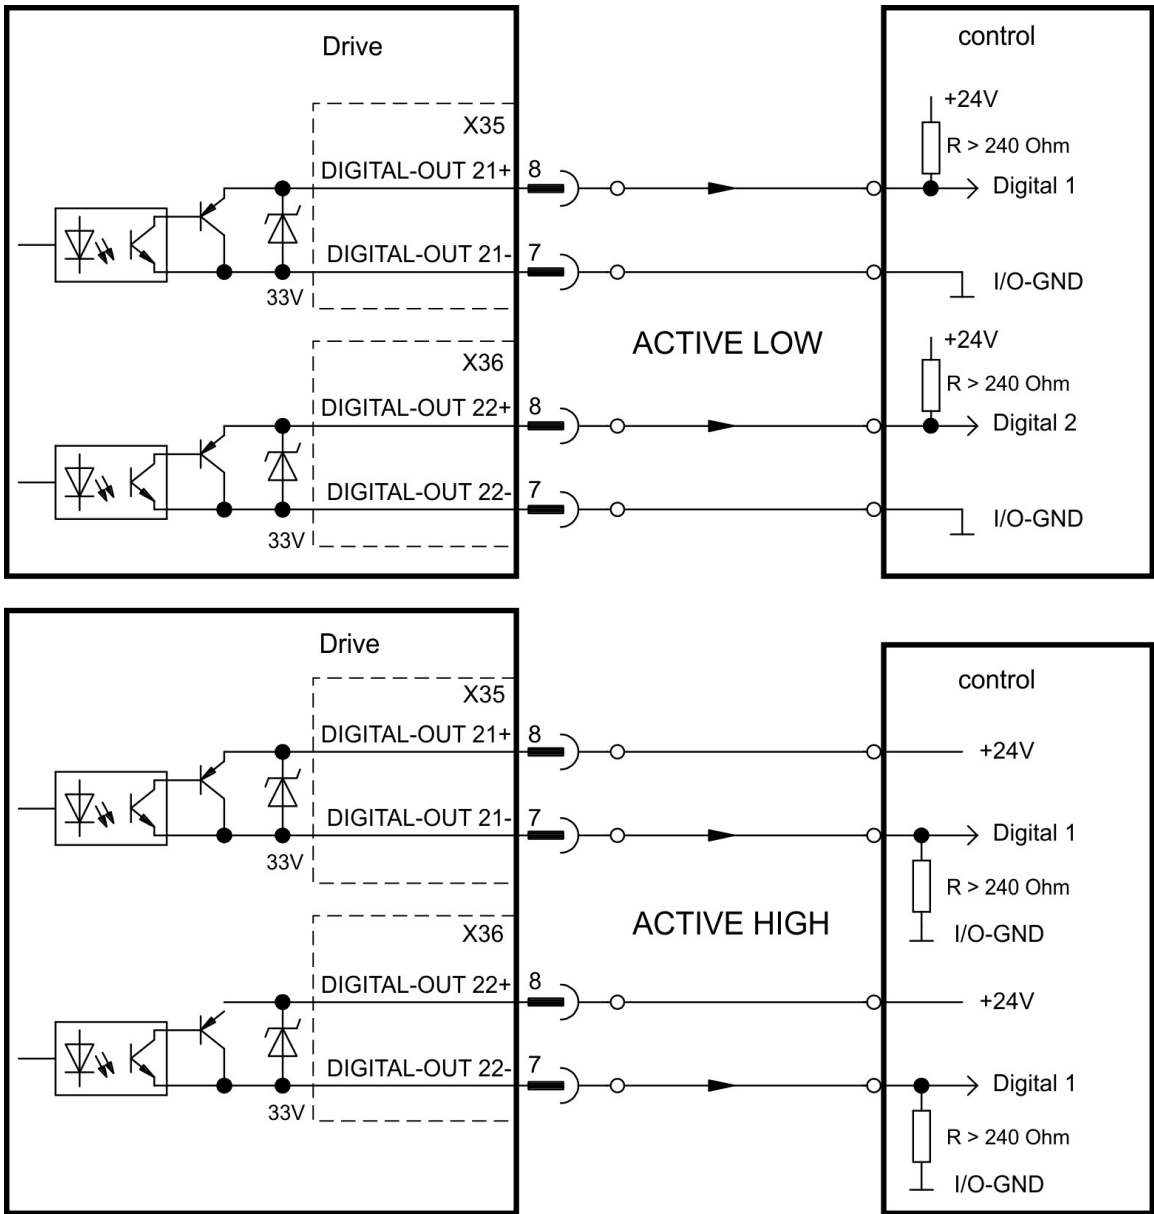 Drive
control
+24V
X35
R > 240 Ohm
DIGITAL-OUT 21+
8
Digital 1
DIGITAL-OUT 21-
7
I/O-GND
33V
ACTIVE LOW
+24V
X36
R > 240 Ohm
DIGITAL-OUT 22+
8
Digital 2
DIGITAL-OUT 22-
7
I/O-GND
33V
Drive
control
X35
DIGITAL-OUT 21+
8
+24V
DIGITAL-OUT 21-
7
Digital 1
33V
R > 240 Ohm
ACTIVE HIGH
X36
I/O-GND
DIGITAL-OUT 22+
8
+24V
DIGITAL-OUT 22-
7
Digital 1
33V
R > 240 Ohm
I/O-GND